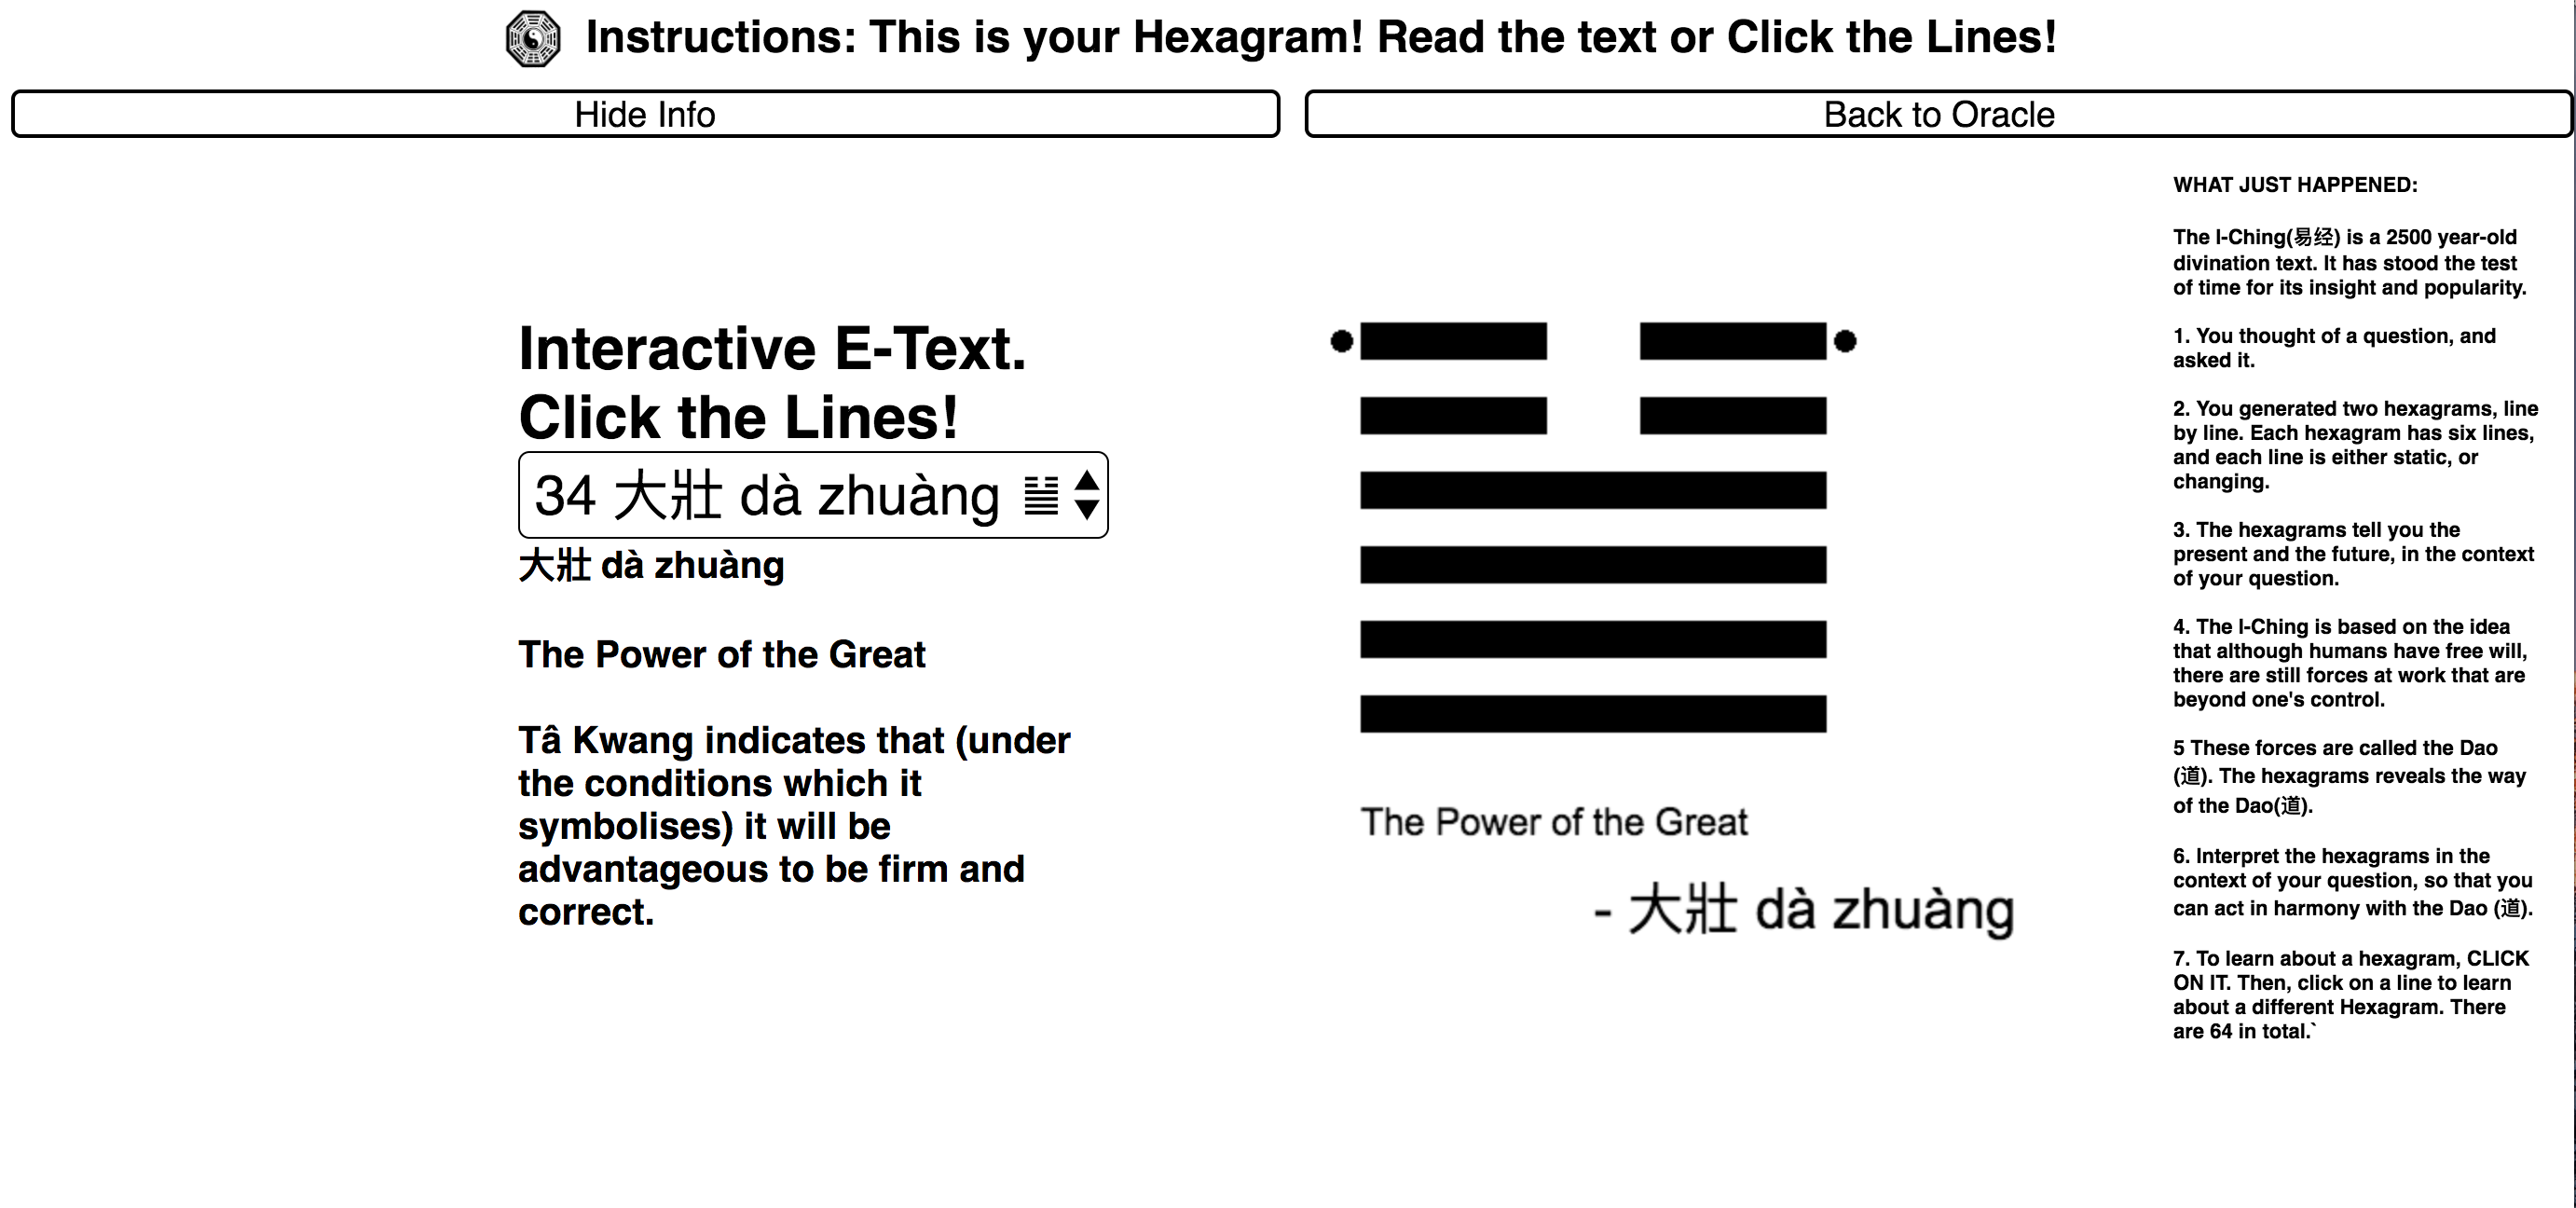 Instructions: This is your Hexagram! Read the text or Click the Lines!
Hide Info
Back to Oracle
Interactive E-Text.
Click the Lines!
34 大壯 dà zhuàng ䷡
大壯 dà zhuàng
The Power of the Great
Tâ Kwang indicates that (under
the conditions which it
symbolises) it will be
advantageous to be firm and
correct.
The Power of the Great
- 大壯 dà zhuàng
WHAT JUST HAPPENED:
The I-Ching(易经) is a 2500 year-old
divination text. It has stood the test
of time for its insight and popularity.
1. You thought of a question, and
asked it.
2. You generated two hexagrams, line
by line. Each hexagram has six lines,
and each line is either static, or
changing.
3. The hexagrams tell you the
present and the future, in the context
of your question.
4. The I-Ching is based on the idea
that although humans have free will,
there are still forces at work that are
beyond one's control.
5 These forces are called the Dao
(道). The hexagrams reveals the way
of the Dao(道).
6. Interpret the hexagrams in the
context of your question, so that you
can act in harmony with the Dao (道).
7. To learn about a hexagram, CLICK
ON IT. Then, click on a line to learn
about a different Hexagram. There
are 64 in total.`